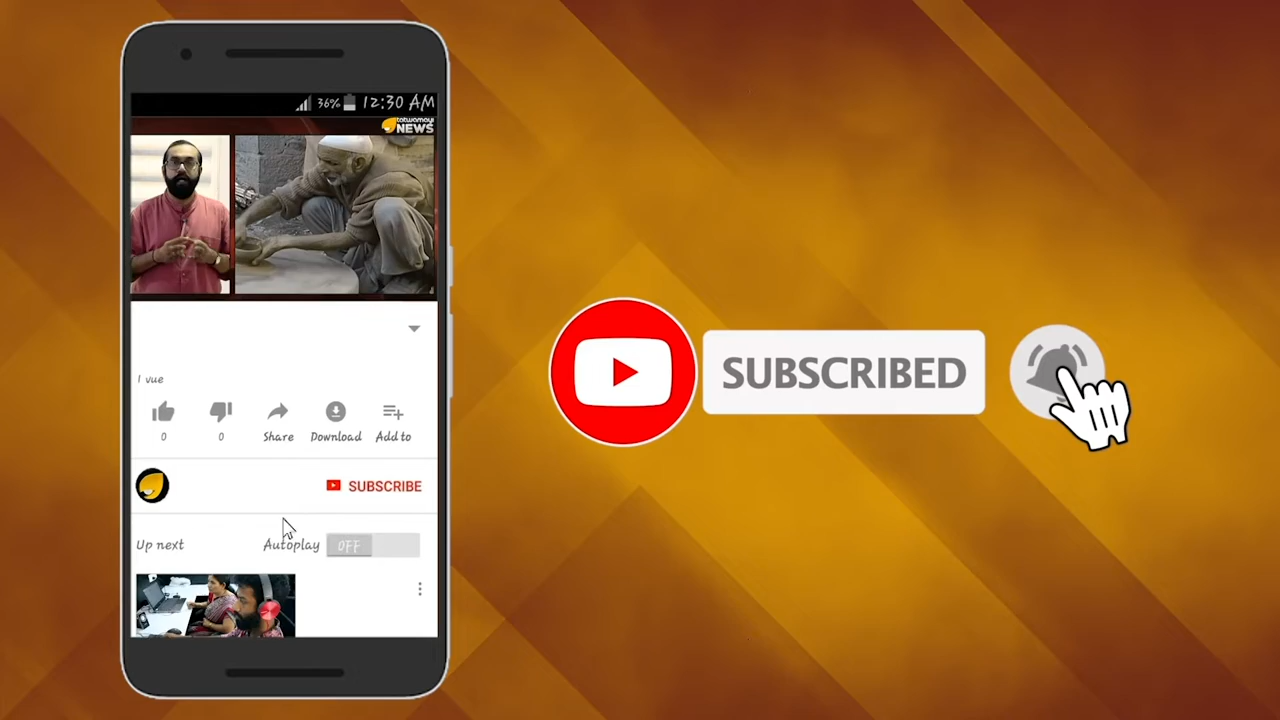 36% 12:30 AM
tatwamayi
NEWS
1 vue
0 0 Share Download Add to
SUBSCRIBE
Up next Autoplay OFF
SUBSCRIBED